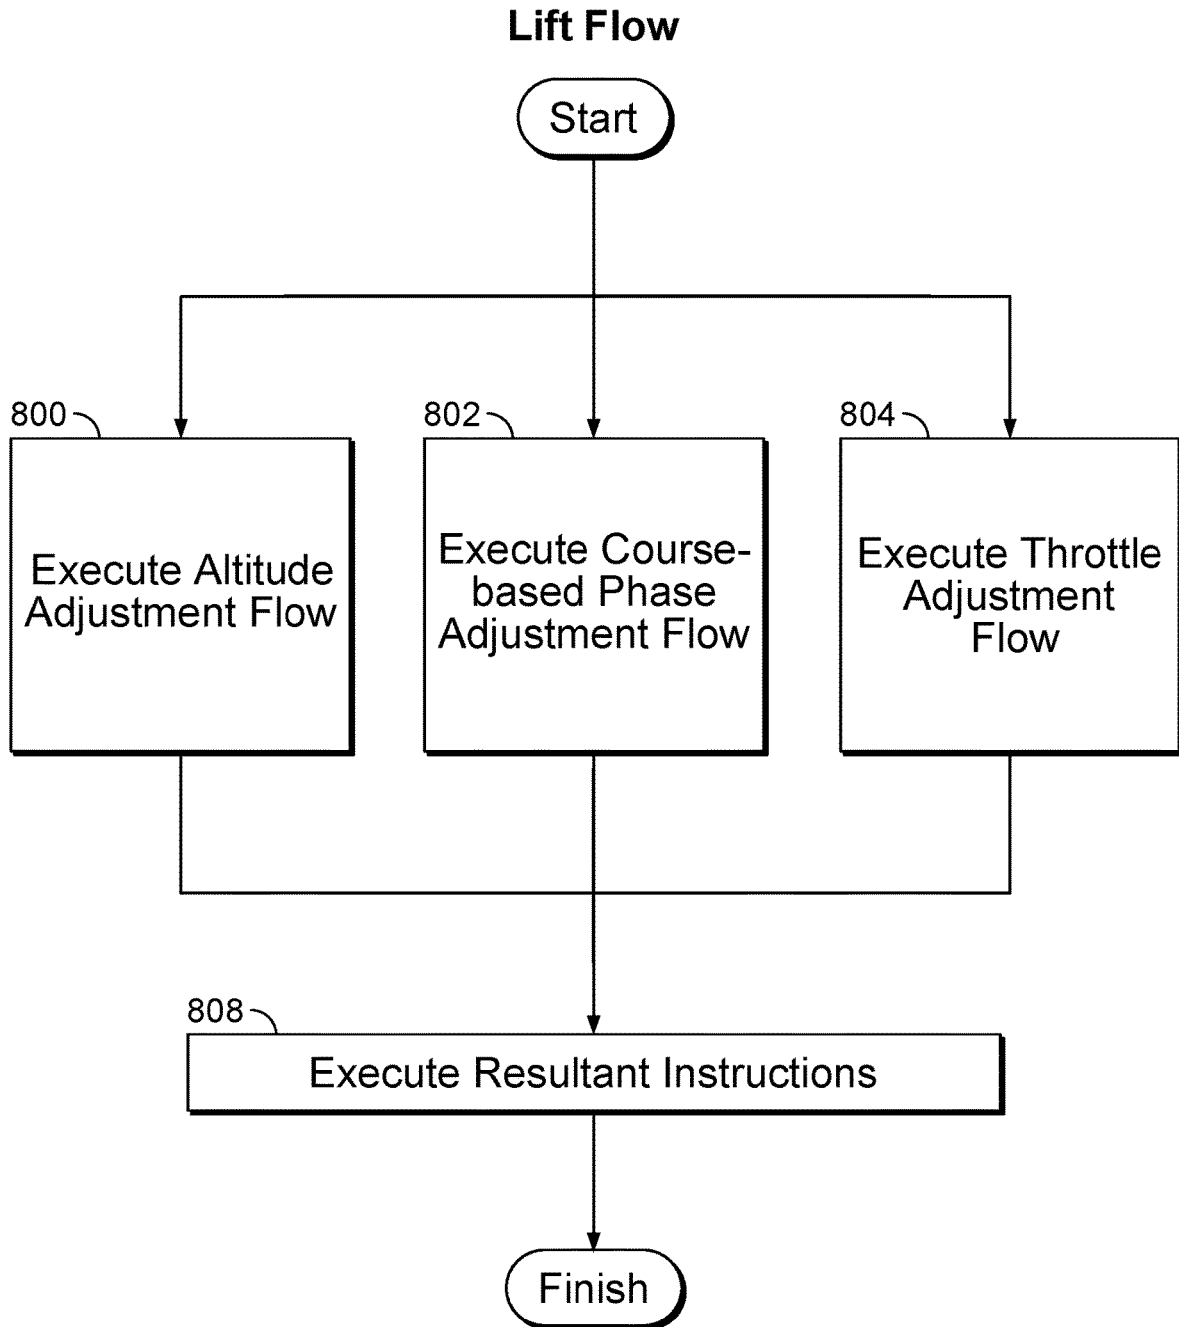 Lift Flow
Start
800
Execute Altitude
Adjustment Flow
802
Execute Course-
based Phase
Adjustment Flow
804
Execute Throttle
Adjustment
Flow
808
Execute Resultant Instructions
Finish